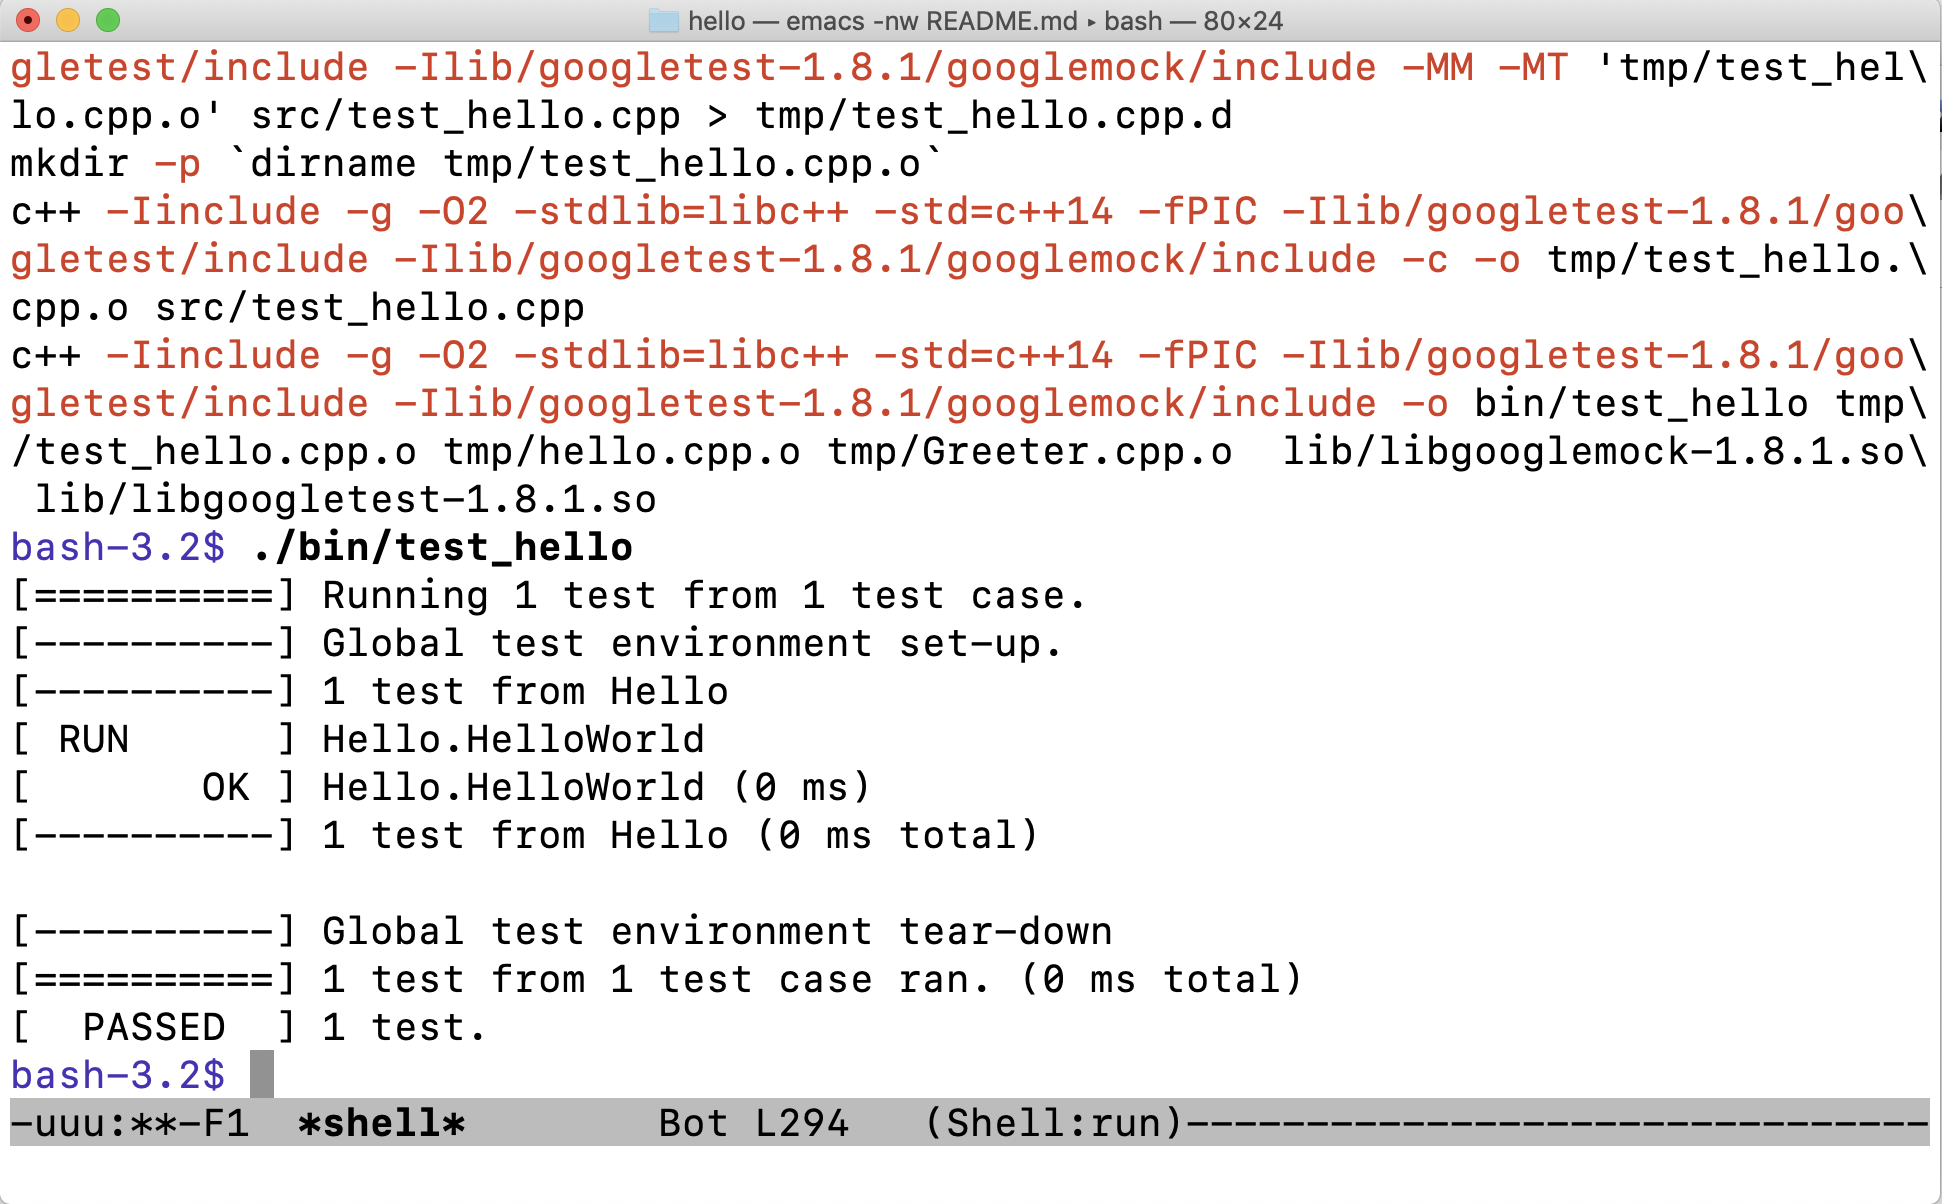 hello — emacs -nw README.md ▸ bash — 80×24
gletest/include -Ilib/googletest-1.8.1/googlemock/include -MM -MT 'tmp/test_hel\
lo.cpp.o' src/test_hello.cpp > tmp/test_hello.cpp.d
mkdir -p `dirname tmp/test_hello.cpp.o`
c++ -Iinclude -g -O2 -stdlib=libc++ -std=c++14 -fPIC -Ilib/googletest-1.8.1/goo\
gletest/include -Ilib/googletest-1.8.1/googlemock/include -c -o tmp/test_hello.\
cpp.o src/test_hello.cpp
c++ -Iinclude -g -O2 -stdlib=libc++ -std=c++14 -fPIC -Ilib/googletest-1.8.1/goo\
gletest/include -Ilib/googletest-1.8.1/googlemock/include -o bin/test_hello tmp\
/test_hello.cpp.o tmp/hello.cpp.o tmp/Greeter.cpp.o  lib/libgooglemock-1.8.1.so\
 lib/libgoogletest-1.8.1.so
bash-3.2$ ./bin/test_hello
[==========] Running 1 test from 1 test case.
[----------] Global test environment set-up.
[----------] 1 test from Hello
[ RUN      ] Hello.HelloWorld
[       OK ] Hello.HelloWorld (0 ms)
[----------] 1 test from Hello (0 ms total)

[----------] Global test environment tear-down
[==========] 1 test from 1 test case ran. (0 ms total)
[  PASSED  ] 1 test.
bash-3.2$
-uuu:**-F1  *shell*        Bot L294   (Shell:run)-------------------------------